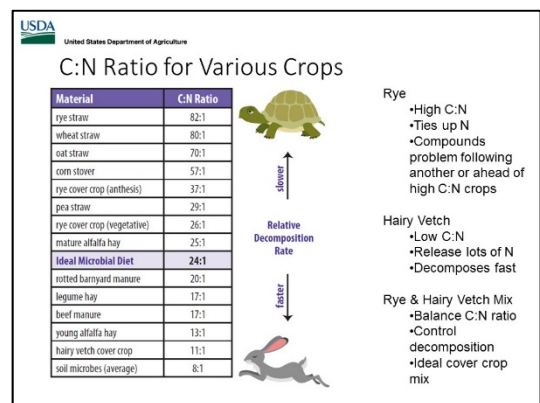 USDA
United States Department of Agriculture
C:N Ratio for Various Crops
Material C:N Ratio
rye straw 82:1
wheat straw 80:1
oat straw 70:1
corn stover 57:1
rye cover crop (anthesis) 37:1
pea straw 29:1
rye cover crop (vegetative) 26:1
mature alfalfa hay 25:1
Ideal Microbial Diet 24:1
rotted barnyard manure 20:1
legume hay 17:1
beef manure 17:1
young alfalfa hay 13:1
hairy vetch cover crop 11:1
soil microbes (average) 8:1
slower
Relative
Decomposition
Rate
faster
Rye
•High C:N
•Ties up N
•Compounds
problem following
another or ahead of
high C:N crops
Hairy Vetch
•Low C:N
•Release lots of N
•Decomposes fast
Rye & Hairy Vetch Mix
•Balance C:N ratio
•Control
decomposition
•Ideal cover crop
mix